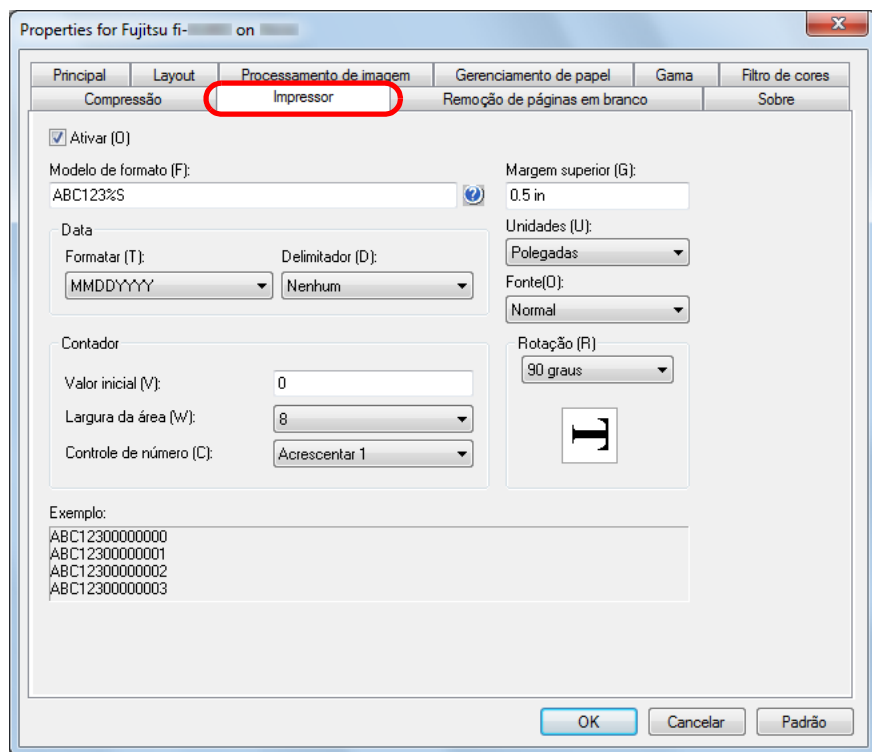 Properties for Fujitsu fi- on
Principal Layout Processamento de imagem Gerenciamento de papel Gama Filtro de cores
Compressão Impressor Remoção de páginas em branco Sobre
Ativar (O)
Modelo de formato (F):
ABC123%S
Margem superior (G):
0.5 in
Data
Formatar (T):
MMDDYYYY
Delimitador (D):
Nenhum
Unidades (U):
Polegadas
Fonte(O):
Normal
Contador
Valor inicial (V):
0
Largura da área (W):
8
Controle de número (C):
Acrescentar 1
Rotação (R)
90 graus
T
Exemplo:
ABC12300000000
ABC12300000001
ABC12300000002
ABC12300000003
OK Cancelar Padrão